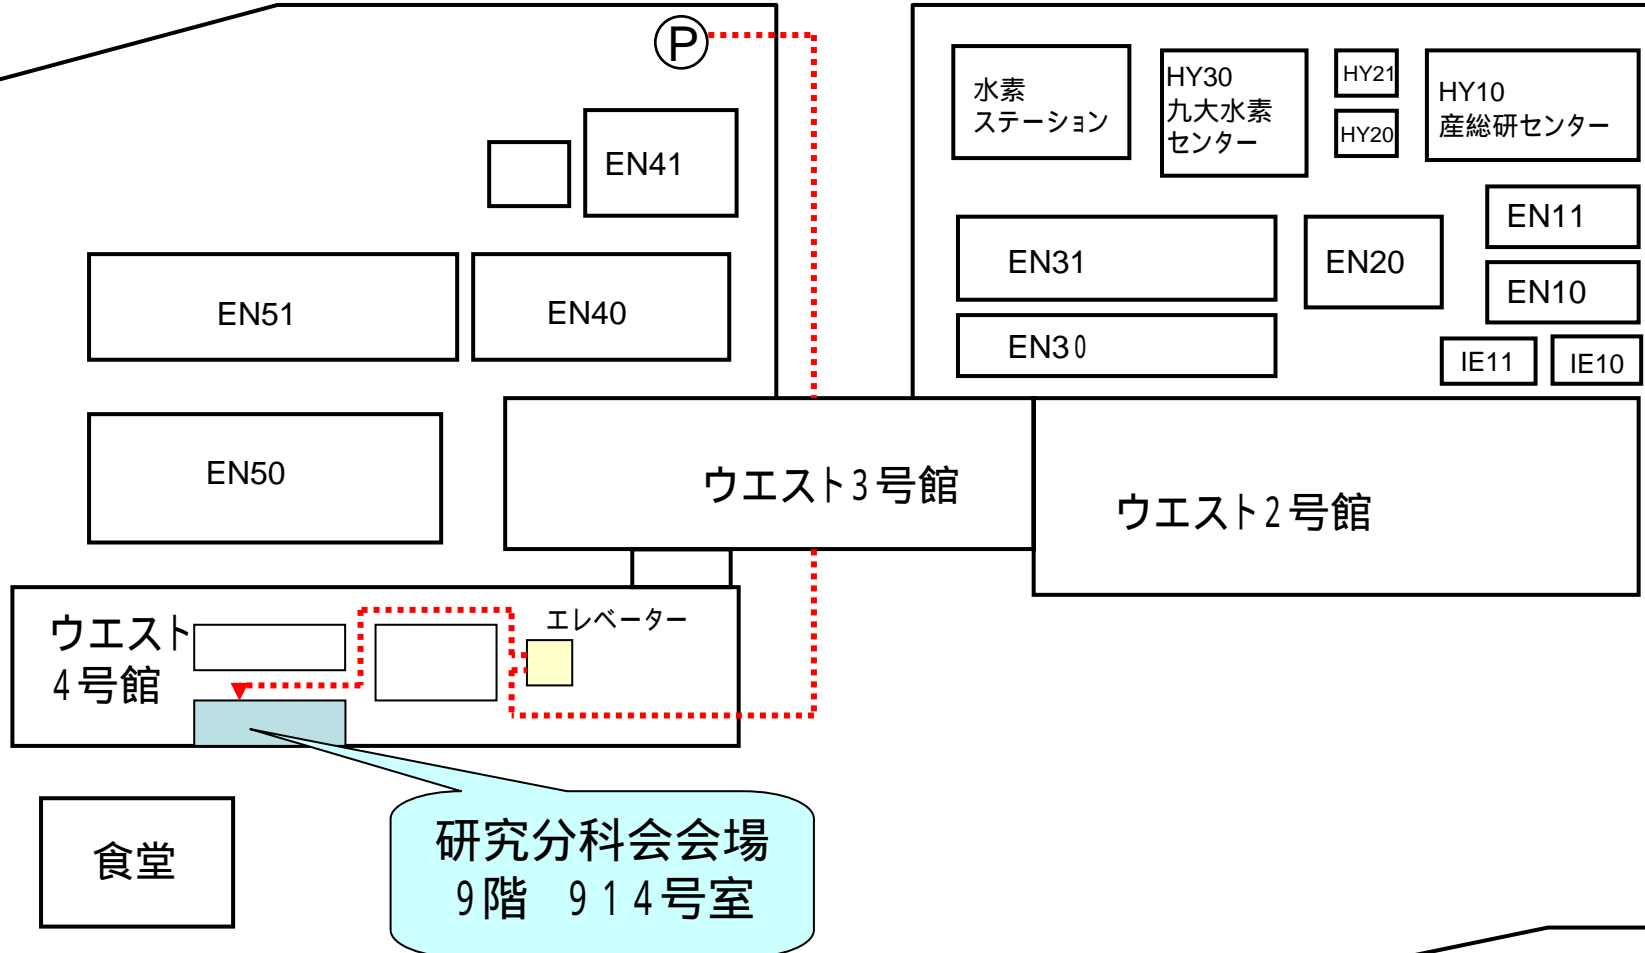 P
水素
ステーション
HY30
九大水素
センター
HY21
HY20
HY10
産総研センター
EN41
EN11
EN31
EN20
EN10
EN51
EN40
EN30
IE11
IE10
EN50
ウエスト3号館
ウエスト2号館
エレベーター
ウエスト
4号館
研究分科会会場
9階 914号室
食堂